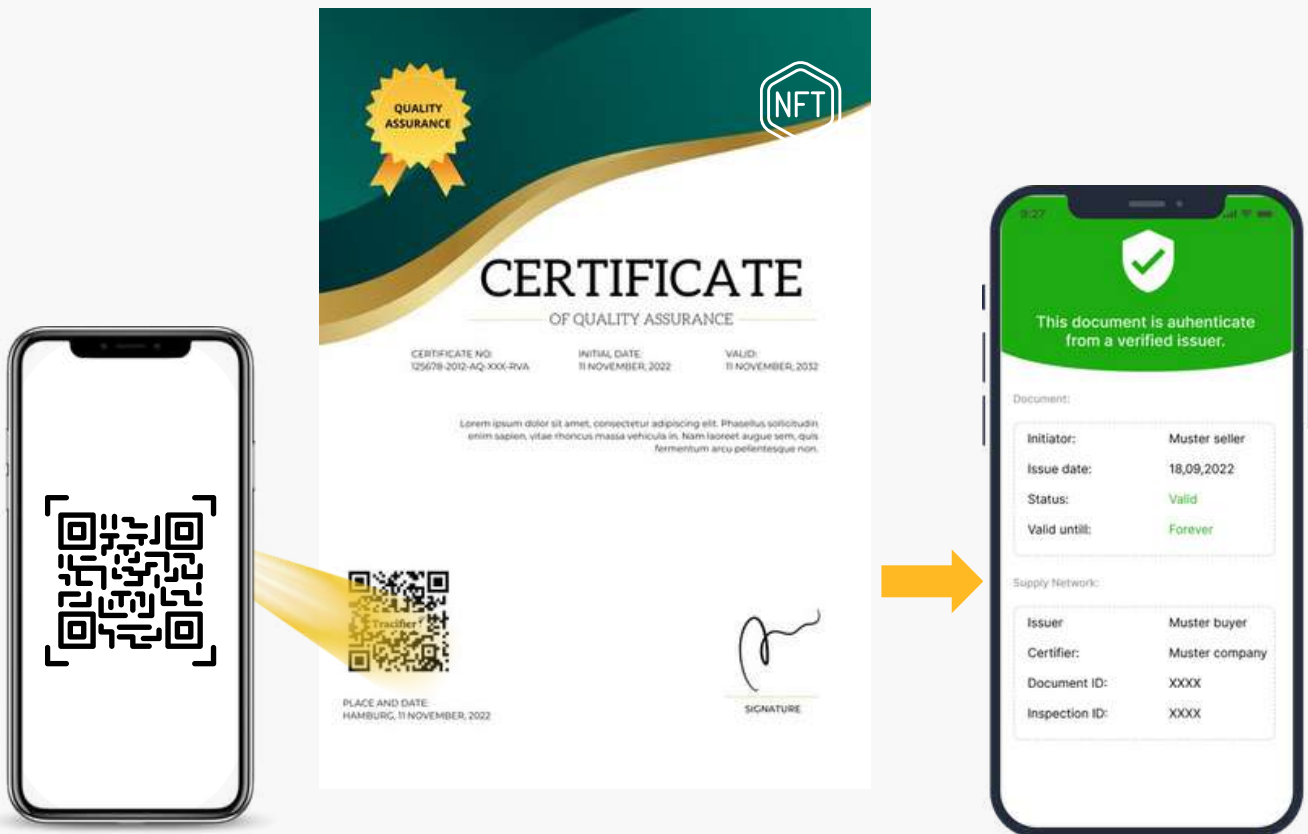 QUALITY
ASSURANCE
NFT
CERTIFICATE
OF QUALITY ASSURANCE
CERTIFICATE NO: INITIAL DATE: VALID:
125678-2012-AQ-XXX-RVA 11 NOVEMBER, 2022 11 NOVEMBER, 2032
Lorem ipsum dolor sit amet, consectetur adipiscing elit. Phasellus sollicitudin
enim sapien, vitae rhoncus massa vehicula in. Nam laoreet augue sem, quis
fermentum arcu pellentesque non.
Tracifier
PLACE AND DATE:
HAMBURG, 11 NOVEMBER, 2022
SIGNATURE
9:27
This document is auhenticate
from a verified issuer.
Document:
Initiator: Muster seller
Issue date: 18,09,2022
Status: Valid
Valid untill: Forever
Supply Network:
Issuer Muster buyer
Certifier: Muster company
Document ID: XXXX
Inspection ID: XXXX